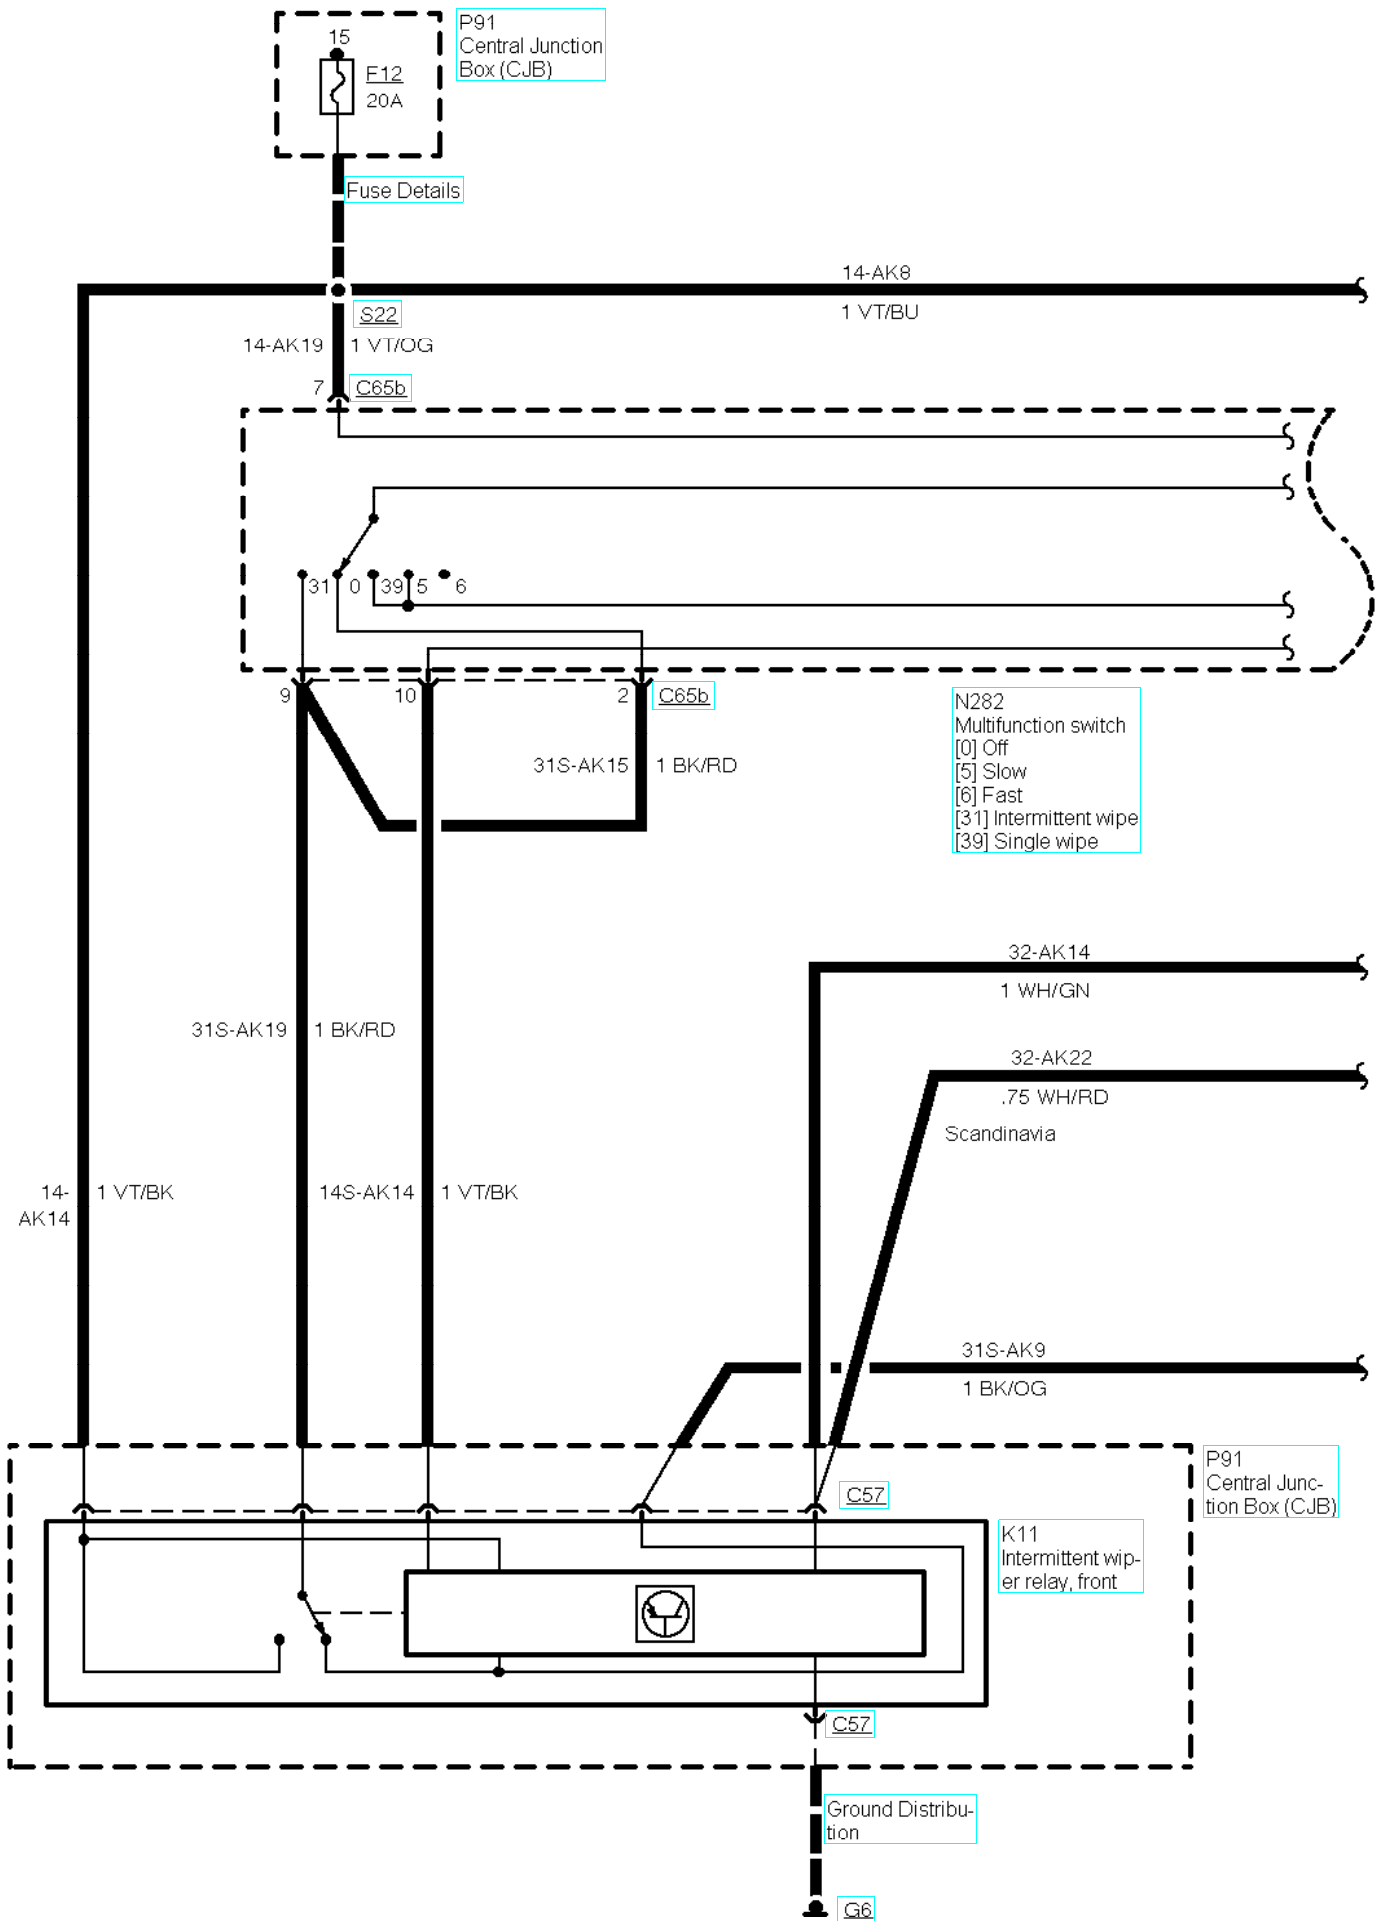 P91
Central Junction
Box (CJB)
15
F12
20A
Fuse Details
14-AK8
1 VT/BU
S22
14-AK19
1 VT/OG
7
C65b
31
0
39
5
6
9
10
2
C65b
N282
Multifunction switch
[0] Off
[5] Slow
[6] Fast
[31] Intermittent wipe
[39] Single wipe
31S-AK15
1 BK/RD
32-AK14
1 WH/GN
31S-AK19
1 BK/RD
32-AK22
.75 WH/RD
Scandinavia
14-
AK14
1 VT/BK
14S-AK14
1 VT/BK
31S-AK9
1 BK/OG
P91
Central Junc-
tion Box (CJB)
C57
K11
Intermittent wip-
er relay, front
C57
Ground Distribu-
tion
G6